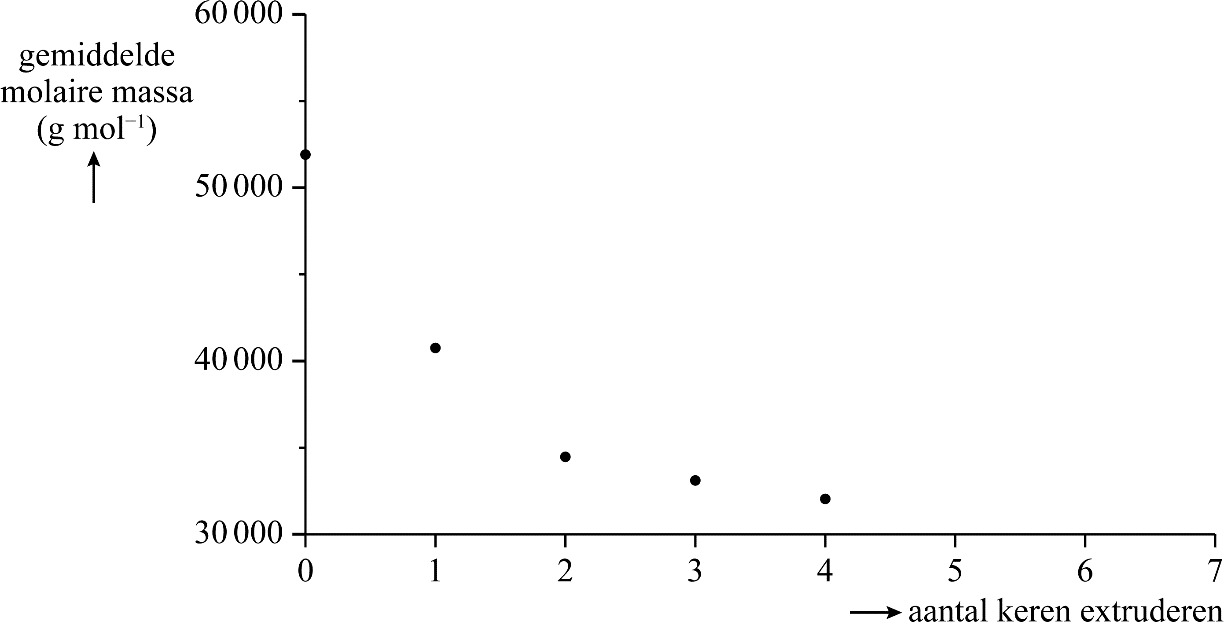 60 000
gemiddelde
molaire massa
(g mol⁻¹)
50 000
40 000
30 000
0 1 2 3 4 5 6 7
aantal keren extruderen